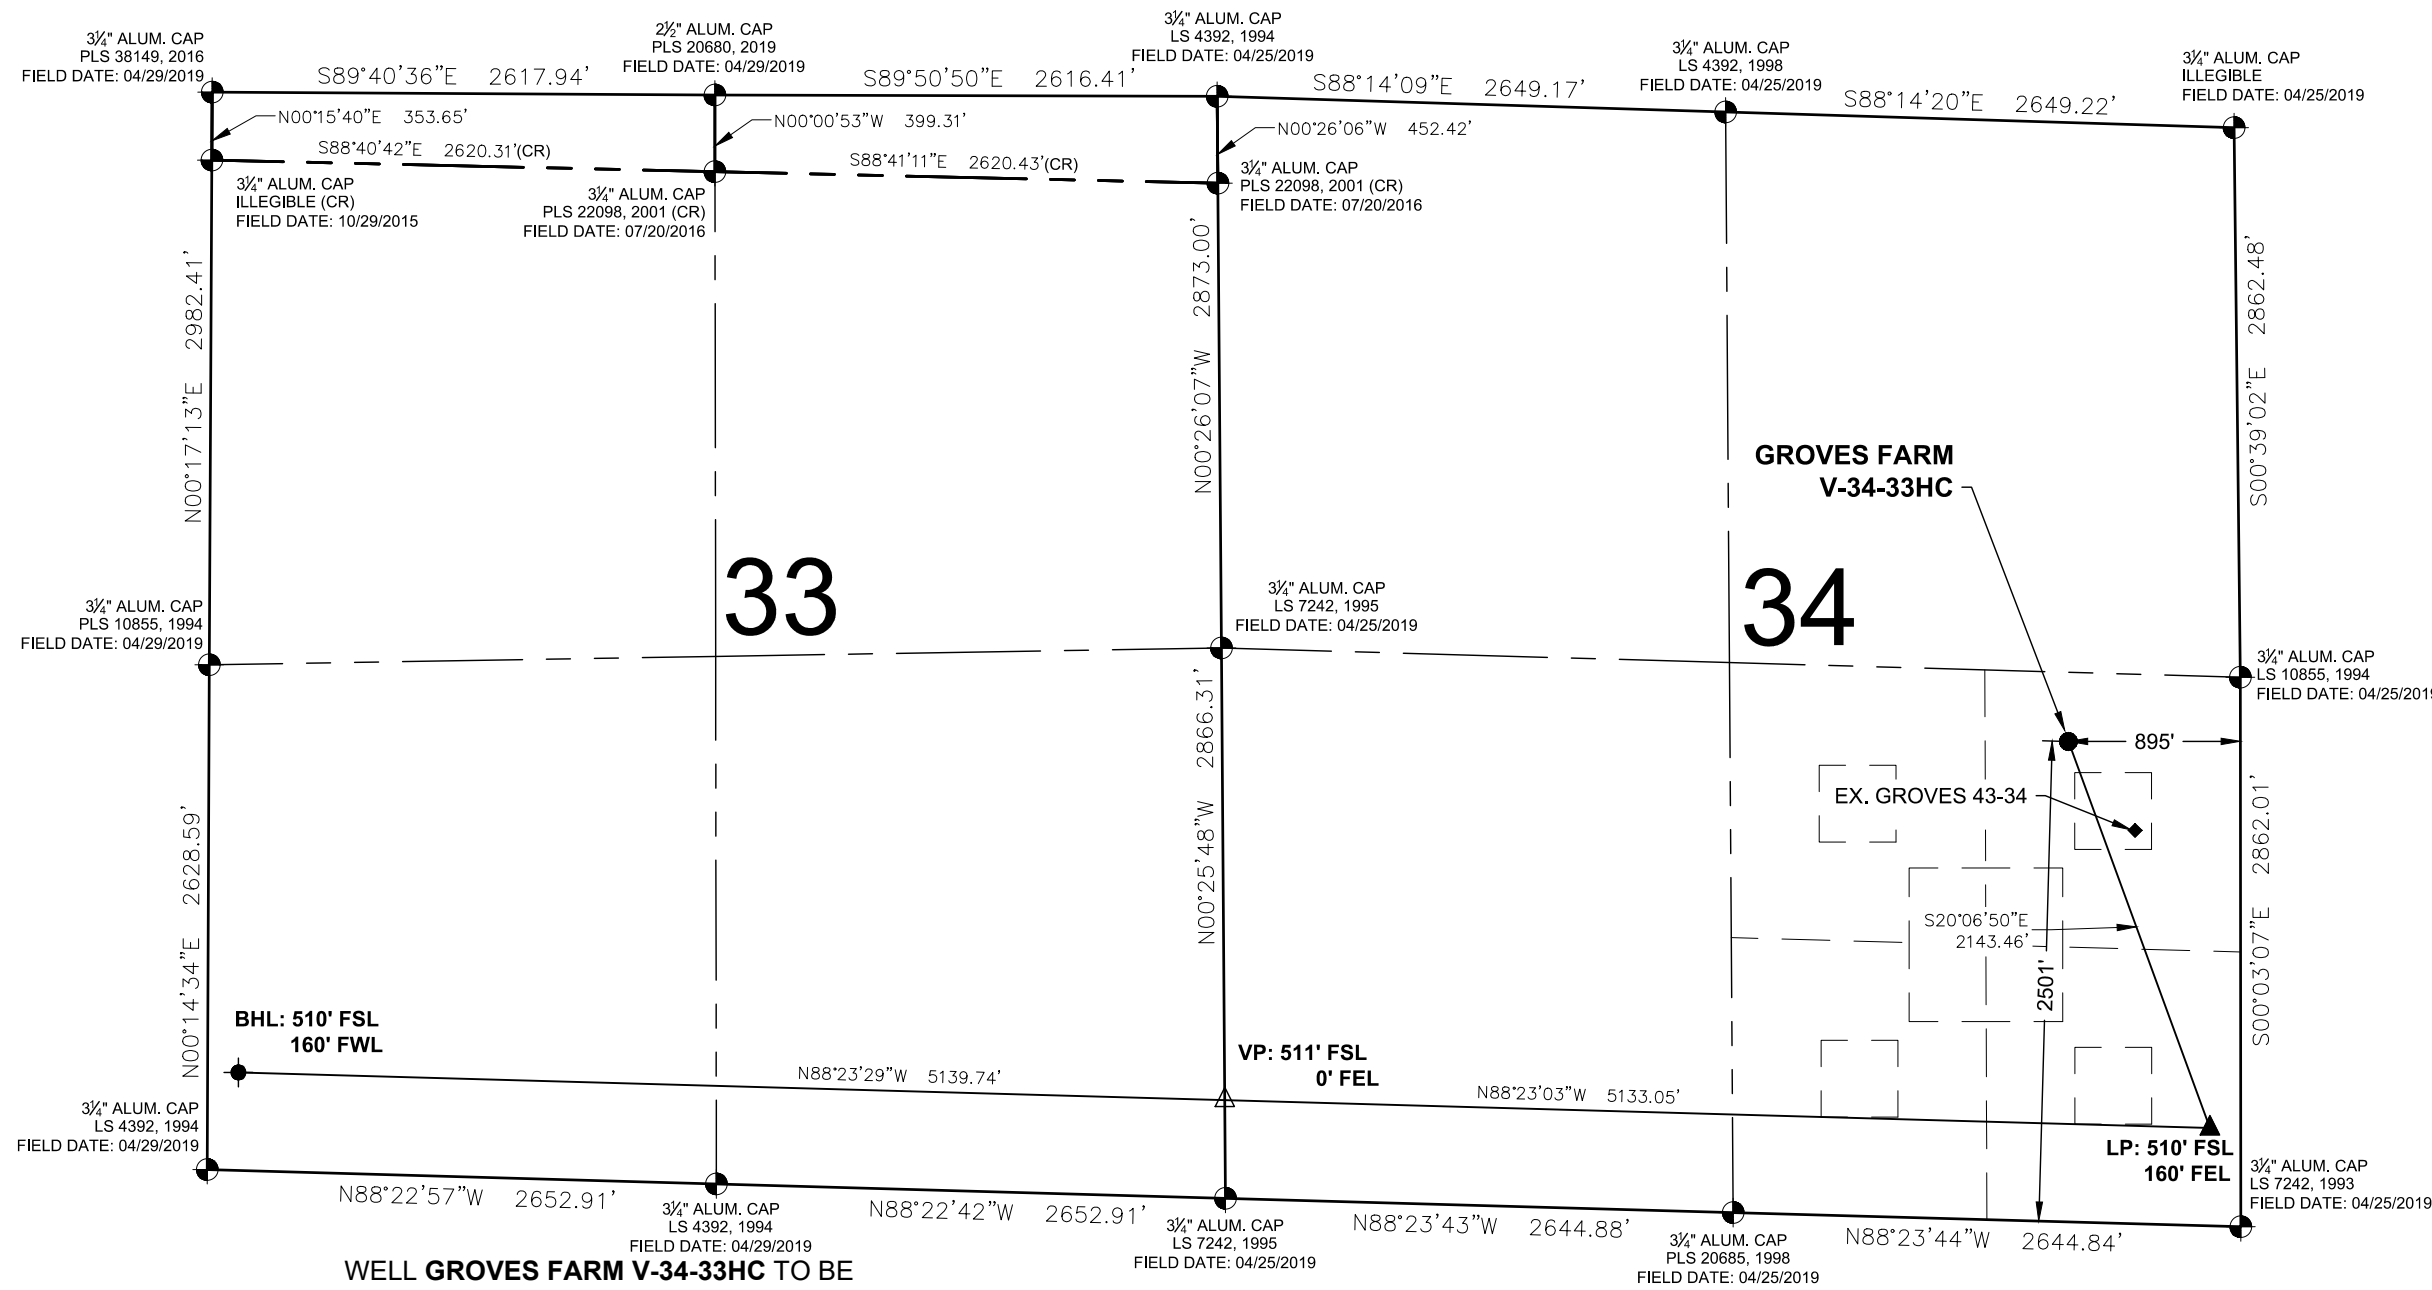 3¼" ALUM. CAP
PLS 38149, 2016
FIELD DATE: 04/29/2019
2½" ALUM. CAP
PLS 20680, 2019
FIELD DATE: 04/29/2019
3¼" ALUM. CAP
LS 4392, 1994
FIELD DATE: 04/25/2019
3¼" ALUM. CAP
LS 4392, 1998
FIELD DATE: 04/25/2019
3¼" ALUM. CAP
ILLEGIBLE
FIELD DATE: 04/25/2019
S89°40'36"E 2617.94'
S89°50'50"E 2616.41'
S88°14'09"E 2649.17'
S88°14'20"E 2649.22'
N00°15'40"E 353.65'
N00°00'53"W 399.31'
N00°26'06"W 452.42'
S88°40'42"E 2620.31'(CR)
S88°41'11"E 2620.43'(CR)
3¼" ALUM. CAP
ILLEGIBLE (CR)
FIELD DATE: 10/29/2015
3¼" ALUM. CAP
PLS 22098, 2001 (CR)
FIELD DATE: 07/20/2016
3¼" ALUM. CAP
PLS 22098, 2001 (CR)
FIELD DATE: 07/20/2016
N00°17'13"E 2982.41'
N00°26'07"W 2873.00'
S00°39'02"E 2862.48'
GROVES FARM
V-34-33HC
33
34
3¼" ALUM. CAP
PLS 10855, 1994
FIELD DATE: 04/29/2019
3¼" ALUM. CAP
LS 7242, 1995
FIELD DATE: 04/25/2019
3¼" ALUM. CAP
LS 10855, 1994
FIELD DATE: 04/25/2019
895'
EX. GROVES 43-34
N00°14'34"E 2628.59'
N00°25'48"W 2866.31'
S00°03'07"E 2862.01'
S20°06'50"E
2143.46'
2501'
BHL: 510' FSL
160' FWL
VP: 511' FSL
0' FEL
N88°23'29"W 5139.74'
N88°23'03"W 5133.05'
LP: 510' FSL
160' FEL
3¼" ALUM. CAP
LS 4392, 1994
FIELD DATE: 04/29/2019
3¼" ALUM. CAP
LS 7242, 1993
FIELD DATE: 04/25/2019
N88°22'57"W 2652.91'
N88°22'42"W 2652.91'
N88°23'43"W 2644.88'
N88°23'44"W 2644.84'
3¼" ALUM. CAP
LS 4392, 1994
FIELD DATE: 04/29/2019
3¼" ALUM. CAP
LS 7242, 1995
FIELD DATE: 04/25/2019
3¼" ALUM. CAP
PLS 20685, 1998
FIELD DATE: 04/25/2019
WELL GROVES FARM V-34-33HC TO BE